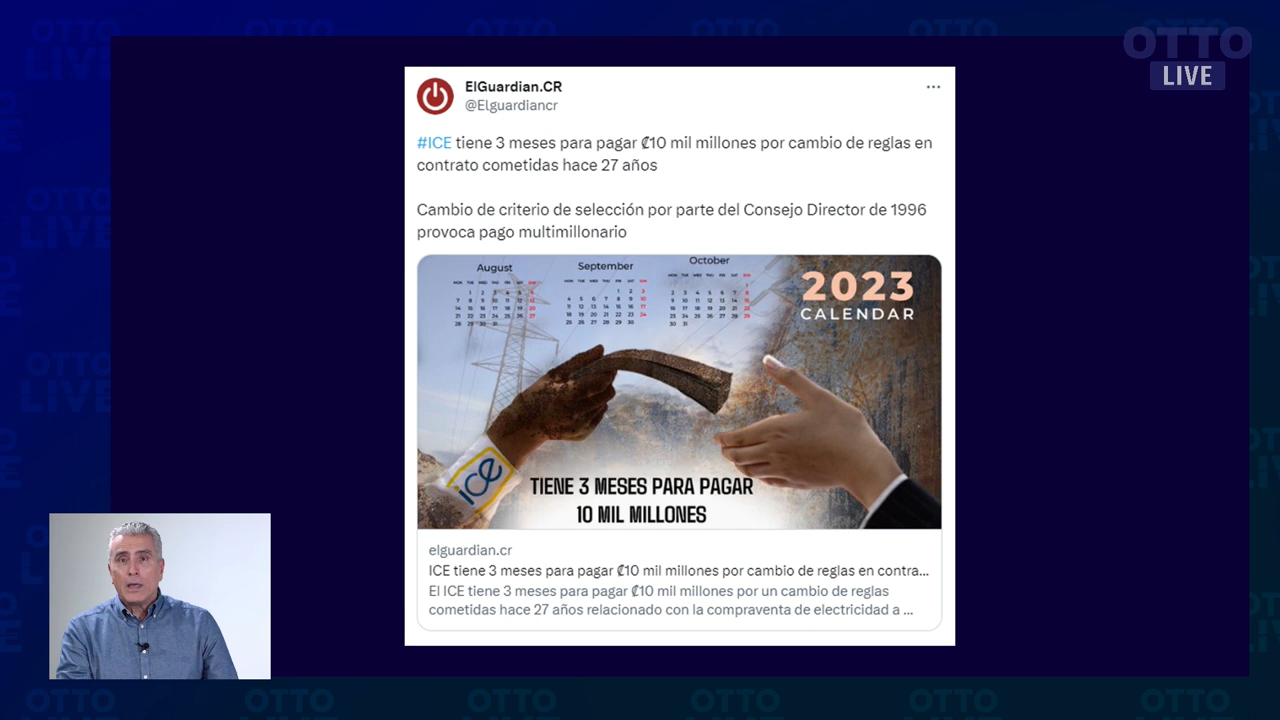 OTTO
LIVE
ElGuardian.CR
@Elguardiancr
#ICE tiene 3 meses para pagar ₡10 mil millones por cambio de reglas en
contrato cometidas hace 27 años
Cambio de criterio de selección por parte del Consejo Director de 1996
provoca pago multimillonario
August
September
October
2023
CALENDAR
ice
TIENE 3 MESES PARA PAGAR
10 MIL MILLONES
elguardian.cr
ICE tiene 3 meses para pagar ₡10 mil millones por cambio de reglas en contra...
El ICE tiene 3 meses para pagar ₡10 mil millones por un cambio de reglas
cometidas hace 27 años relacionado con la compraventa de electricidad a ...